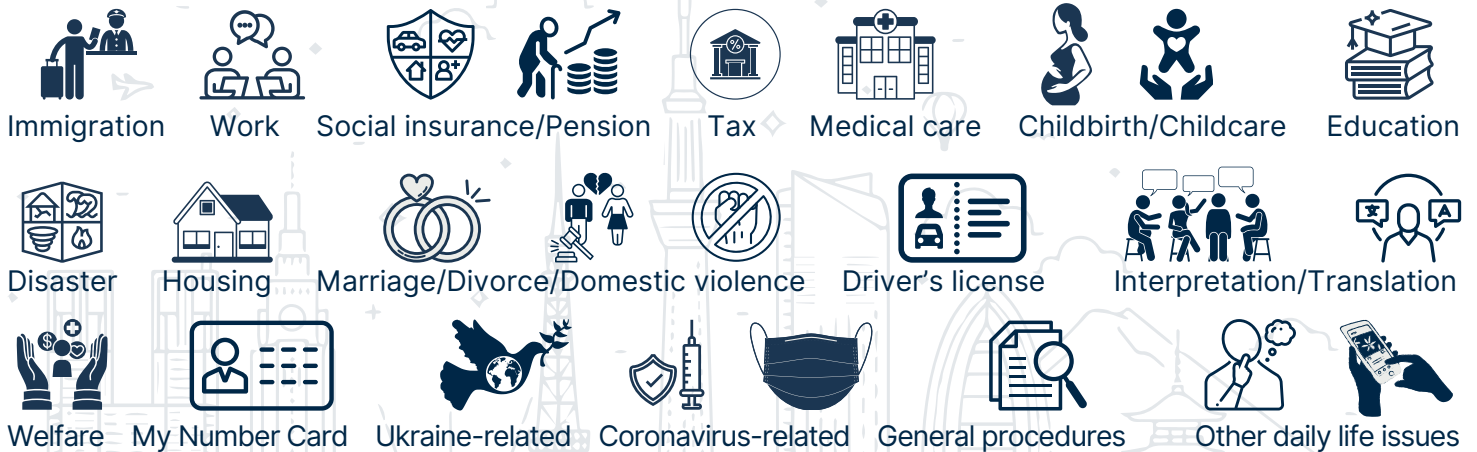 Immigration Work Social insurance/Pension Tax Medical care Childbirth/Childcare Education
Disaster Housing Marriage/Divorce/Domestic violence Driver’s license Interpretation/Translation
Welfare My Number Card Ukraine-related Coronavirus-related General procedures Other daily life issues